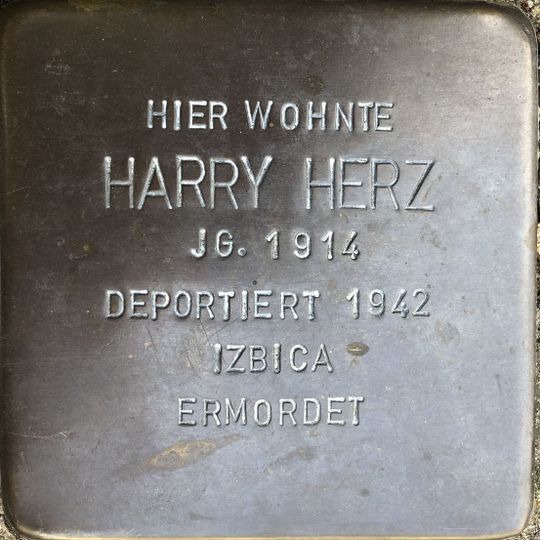 HIER WOHNTE
HARRY HERZ
JG. 1914
DEPORTIERT 1942
IZBICA
ERMORDET